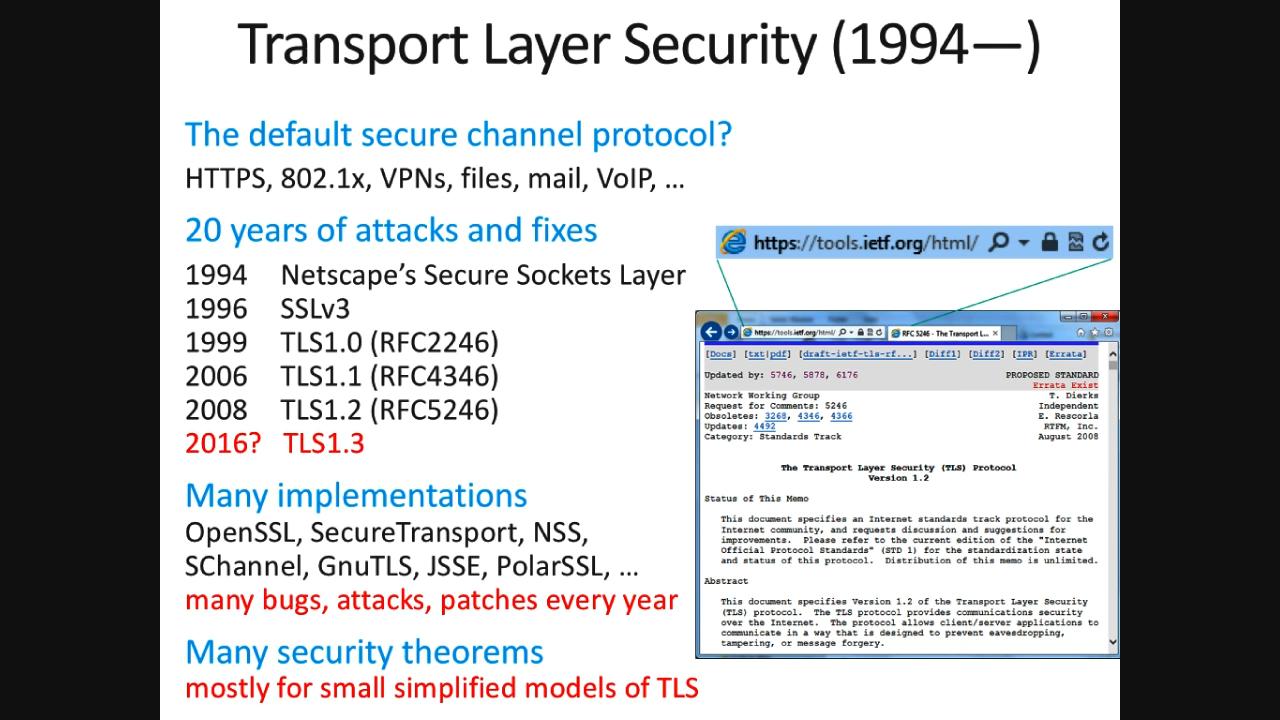 Transport Layer Security (1994—)
The default secure channel protocol?
HTTPS, 802.1x, VPNs, files, mail, VoIP, ...
20 years of attacks and fixes
1994 Netscape’s Secure Sockets Layer
1996 SSLv3
1999 TLS1.0 (RFC2246)
2006 TLS1.1 (RFC4346)
2008 TLS1.2 (RFC5246)
2016? TLS1.3
Many implementations
OpenSSL, SecureTransport, NSS,
SChannel, GnuTLS, JSSE, PolarSSL, ...
many bugs, attacks, patches every year
Many security theorems
mostly for small simplified models of TLS
https://tools.ietf.org/html/
https://tools.ietf.org/html/ RFC 5246 - The Transport L...
[Docs] [txt|pdf] [draft-ietf-tls-rf...] [Diff1] [Diff2] [IPR] [Errata]
Updated by: 5746, 5878, 6176 PROPOSED STANDARD
Errata Exist
Network Working Group T. Dierks
Request for Comments: 5246 Independent
Obsoletes: 3268, 4346, 4366 E. Rescorla
Updates: 4492 RTFM, Inc.
Category: Standards Track August 2008
The Transport Layer Security (TLS) Protocol
Version 1.2
Status of This Memo
This document specifies an Internet standards track protocol for the
Internet community, and requests discussion and suggestions for
improvements. Please refer to the current edition of the "Internet
Official Protocol Standards" (STD 1) for the standardization state
and status of this protocol. Distribution of this memo is unlimited.
Abstract
This document specifies Version 1.2 of the Transport Layer Security
(TLS) protocol. The TLS protocol provides communications security
over the Internet. The protocol allows client/server applications to
communicate in a way that is designed to prevent eavesdropping,
tampering, or message forgery.